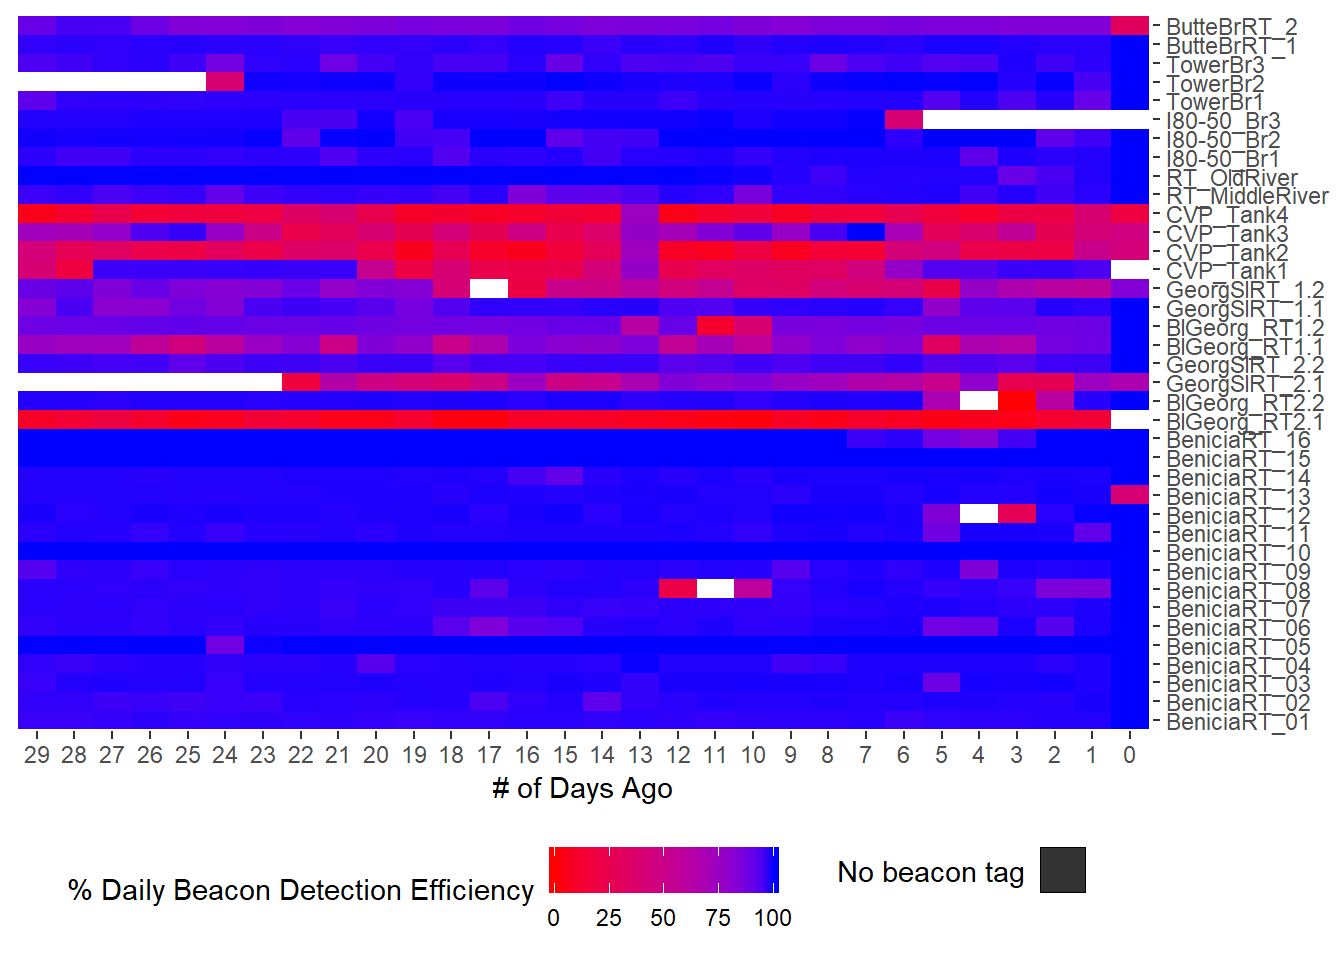 ButteBrRT_2
ButteBrRT_1
TowerBr3
TowerBr2
TowerBr1
I80-50_Br3
I80-50_Br2
I80-50_Br1
RT_OldRiver
RT_MiddleRiver
CVP_Tank4
CVP_Tank3
CVP_Tank2
CVP_Tank1
GeorgSlRT_1.2
GeorgSlRT_1.1
BlGeorg_RT1.2
BlGeorg_RT1.1
GeorgSlRT_2.2
GeorgSlRT_2.1
BlGeorg_RT2.2
BlGeorg_RT2.1
BeniciaRT_16
BeniciaRT_15
BeniciaRT_14
BeniciaRT_13
BeniciaRT_12
BeniciaRT_11
BeniciaRT_10
BeniciaRT_09
BeniciaRT_08
BeniciaRT_07
BeniciaRT_06
BeniciaRT_05
BeniciaRT_04
BeniciaRT_03
BeniciaRT_02
BeniciaRT_01
29 28 27 26 25 24 23 22 21 20 19 18 17 16 15 14 13 12 11 10 9 8 7 6 5 4 3 2 1 0
# of Days Ago
% Daily Beacon Detection Efficiency
0 25 50 75 100
No beacon tag